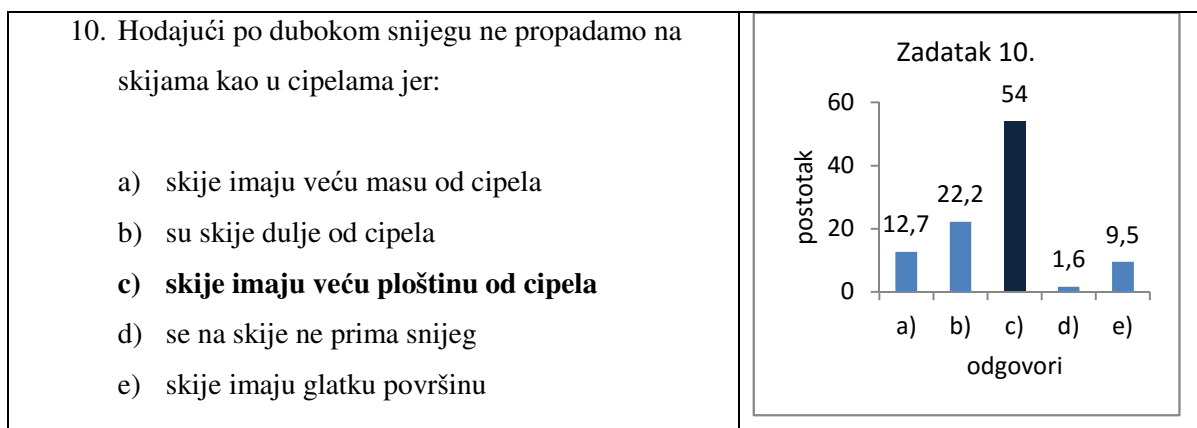 10. Hodajući po dubokom snijegu ne propadamo na
skijama kao u cipelama jer:
a) skije imaju veću masu od cipela
b) su skije dulje od cipela
c) skije imaju veću ploštinu od cipela
d) se na skije ne prima snijeg
e) skije imaju glatku površinu
Zadatak 10.
postotak
60
40
20
0
12,7
22,2
54
1,6
9,5
a) b) c) d) e)
odgovori